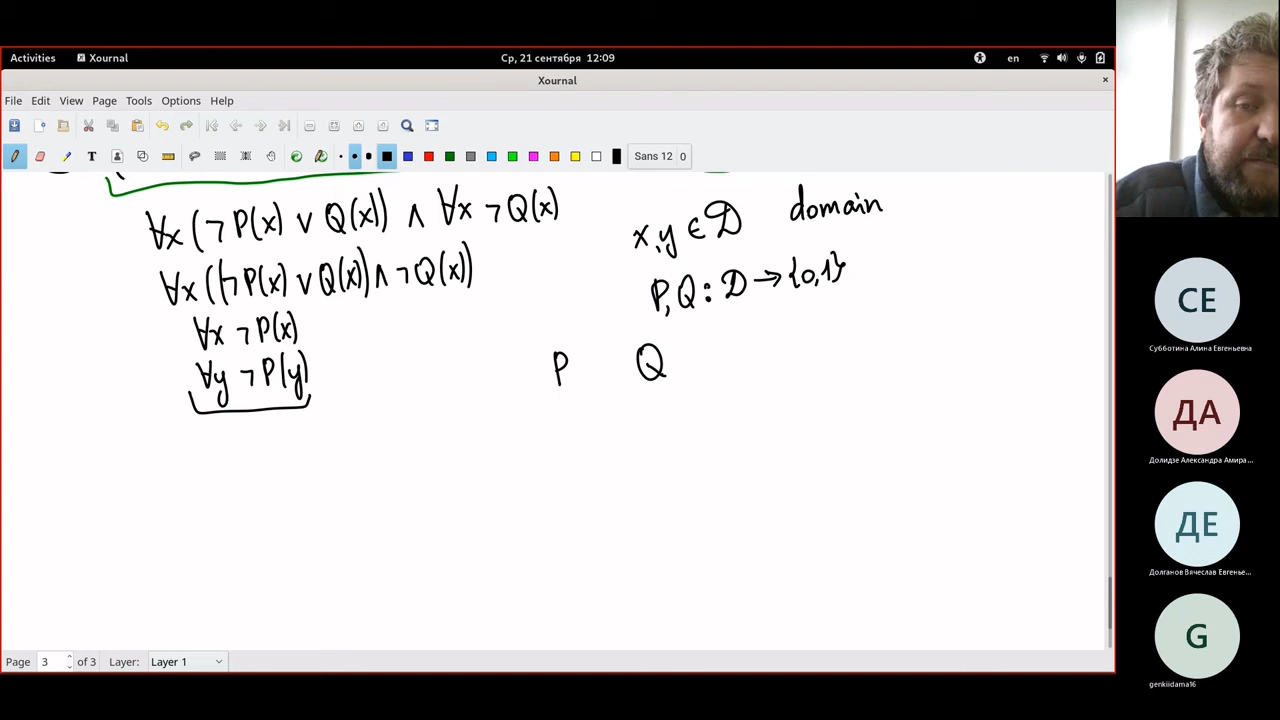 Activities Xournal Ср, 21 сентября 12:09 en
Xournal ×
File Edit View Page Tools Options Help
T Sans 12 0
∀x (¬P(x) ∨ Q(x)) ∧ ∀x ¬Q(x)
x,y ∈ D domain
∀x ((¬P(x) ∨ Q(x)) ∧ ¬Q(x))
P,Q : D → {0,1}
∀x ¬P(x)
∀y ¬P(y)
P Q
Page 3 of 3 Layer: Layer 1
СЕ
Субботина Алина Евгеньевна
ДА
Долидзе Александра Амира...
ДЕ
Долганов Вячеслав Евгенье...
G
genkiidama16